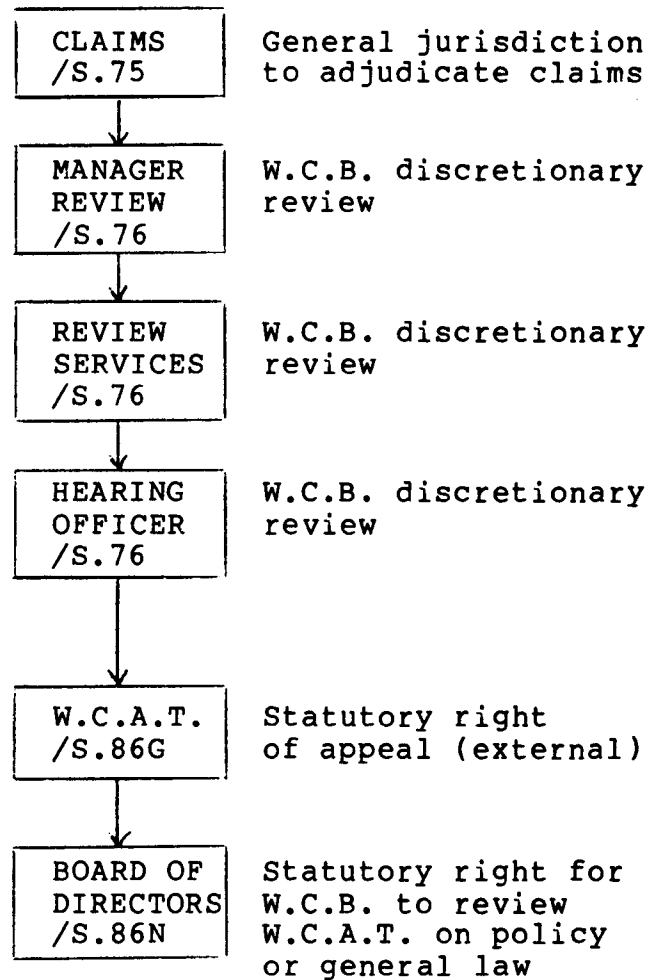 CLAIMS
/S.75
General jurisdiction
to adjudicate claims
MANAGER
REVIEW
/S.76
W.C.B. discretionary
review
REVIEW
SERVICES
/S.76
W.C.B. discretionary
review
HEARING
OFFICER
/S.76
W.C.B. discretionary
review
W.C.A.T.
/S.86G
Statutory right
of appeal (external)
BOARD OF
DIRECTORS
/S.86N
Statutory right for
W.C.B. to review
W.C.A.T. on policy
or general law